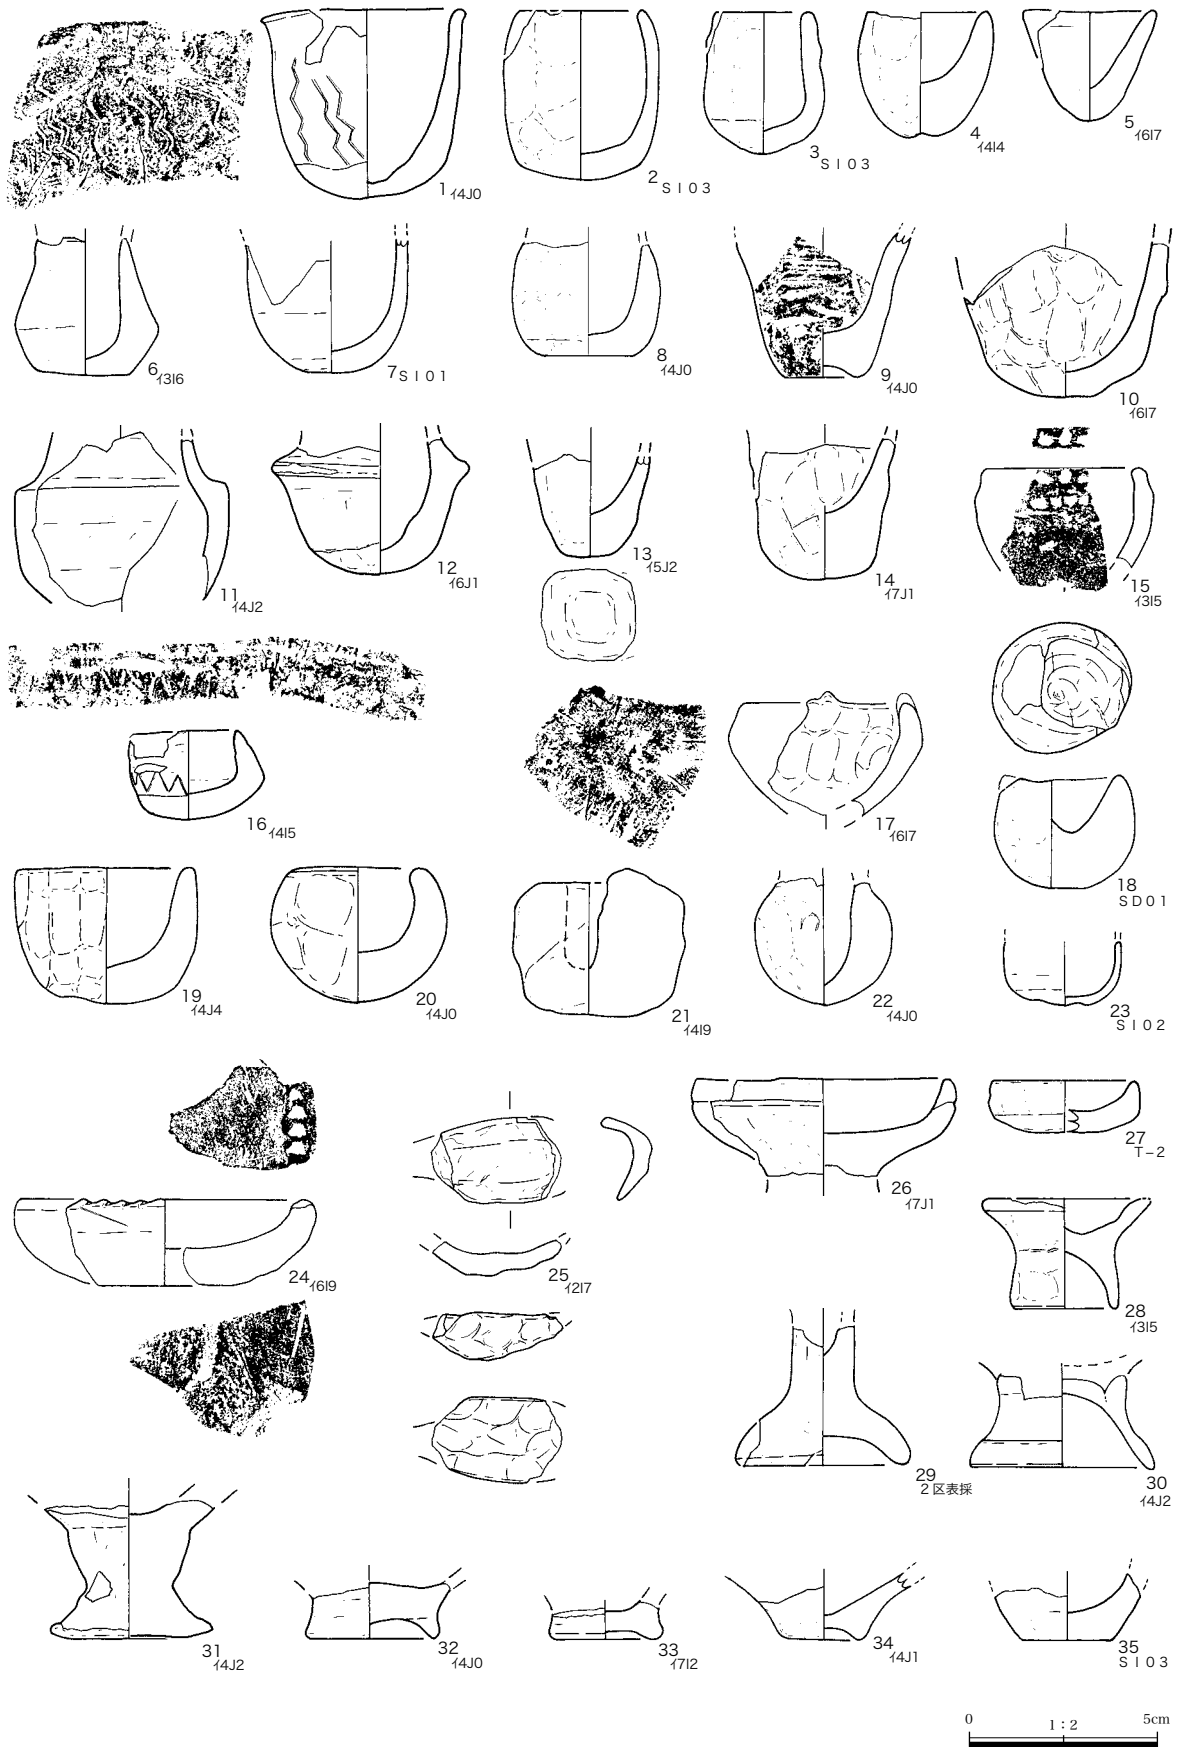 1 ｲ4J0
2 ＳＩ０３
3 ＳＩ０３
4 ｲ4I4
5 ｲ6I7
6 ｲ3I6
7 ＳＩ０１
8 ｲ4J0
9 ｲ4J0
10 ｲ6I7
11 ｲ4J2
12 ｲ6J1
13 ｲ5J2
14 ｲ7J1
15 ｲ3I5
16 ｲ4I5
17 ｲ6I7
18 ＳＤ０１
19 ｲ4J4
20 ｲ4J0
21 ｲ4I9
22 ｲ4J0
23 ＳＩ０２
24 ｲ6I9
25 ｲ2I7
26 ｲ7J1
27 Ｔ−２
28 ｲ3I5
29 ２区表採
30 ｲ4J2
31 ｲ4J2
32 ｲ4J0
33 ｲ7I2
34 ｲ4J1
35 ＳＩ０３
0 1：2 5cm